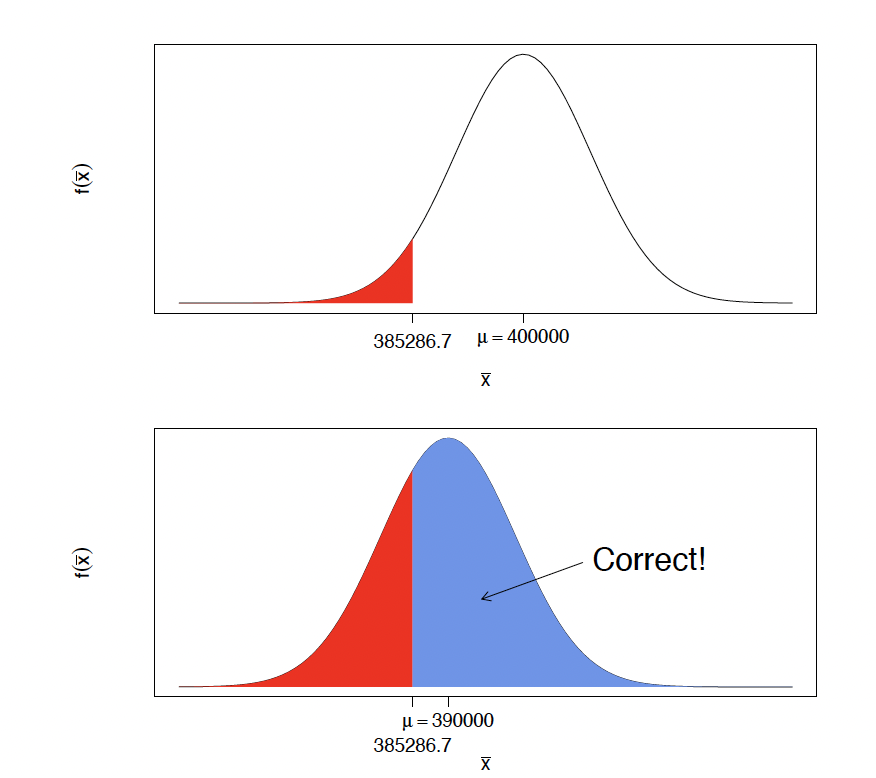 f(x̅)
385286.7
μ = 400000
x̅
f(x̅)
Correct!
μ = 390000
385286.7
x̅